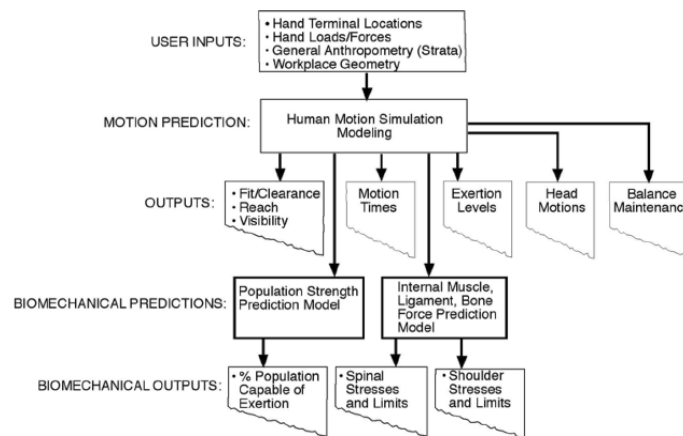 USER INPUTS:
• Hand Terminal Locations
• Hand Loads/Forces
• General Anthropometry (Strata)
• Workplace Geometry
MOTION PREDICTION:
Human Motion Simulation
Modeling
OUTPUTS:
• Fit/Clearance
• Reach
• Visibility
Motion
Times
Exertion
Levels
Head
Motions
Balance
Maintenance
BIOMECHANICAL PREDICTIONS:
Population Strength
Prediction Model
Internal Muscle,
Ligament, Bone
Force Prediction
Model
BIOMECHANICAL OUTPUTS:
• % Population
Capable of
Exertion
• Spinal
Stresses
and Limits
• Shoulder
Stresses
and Limits